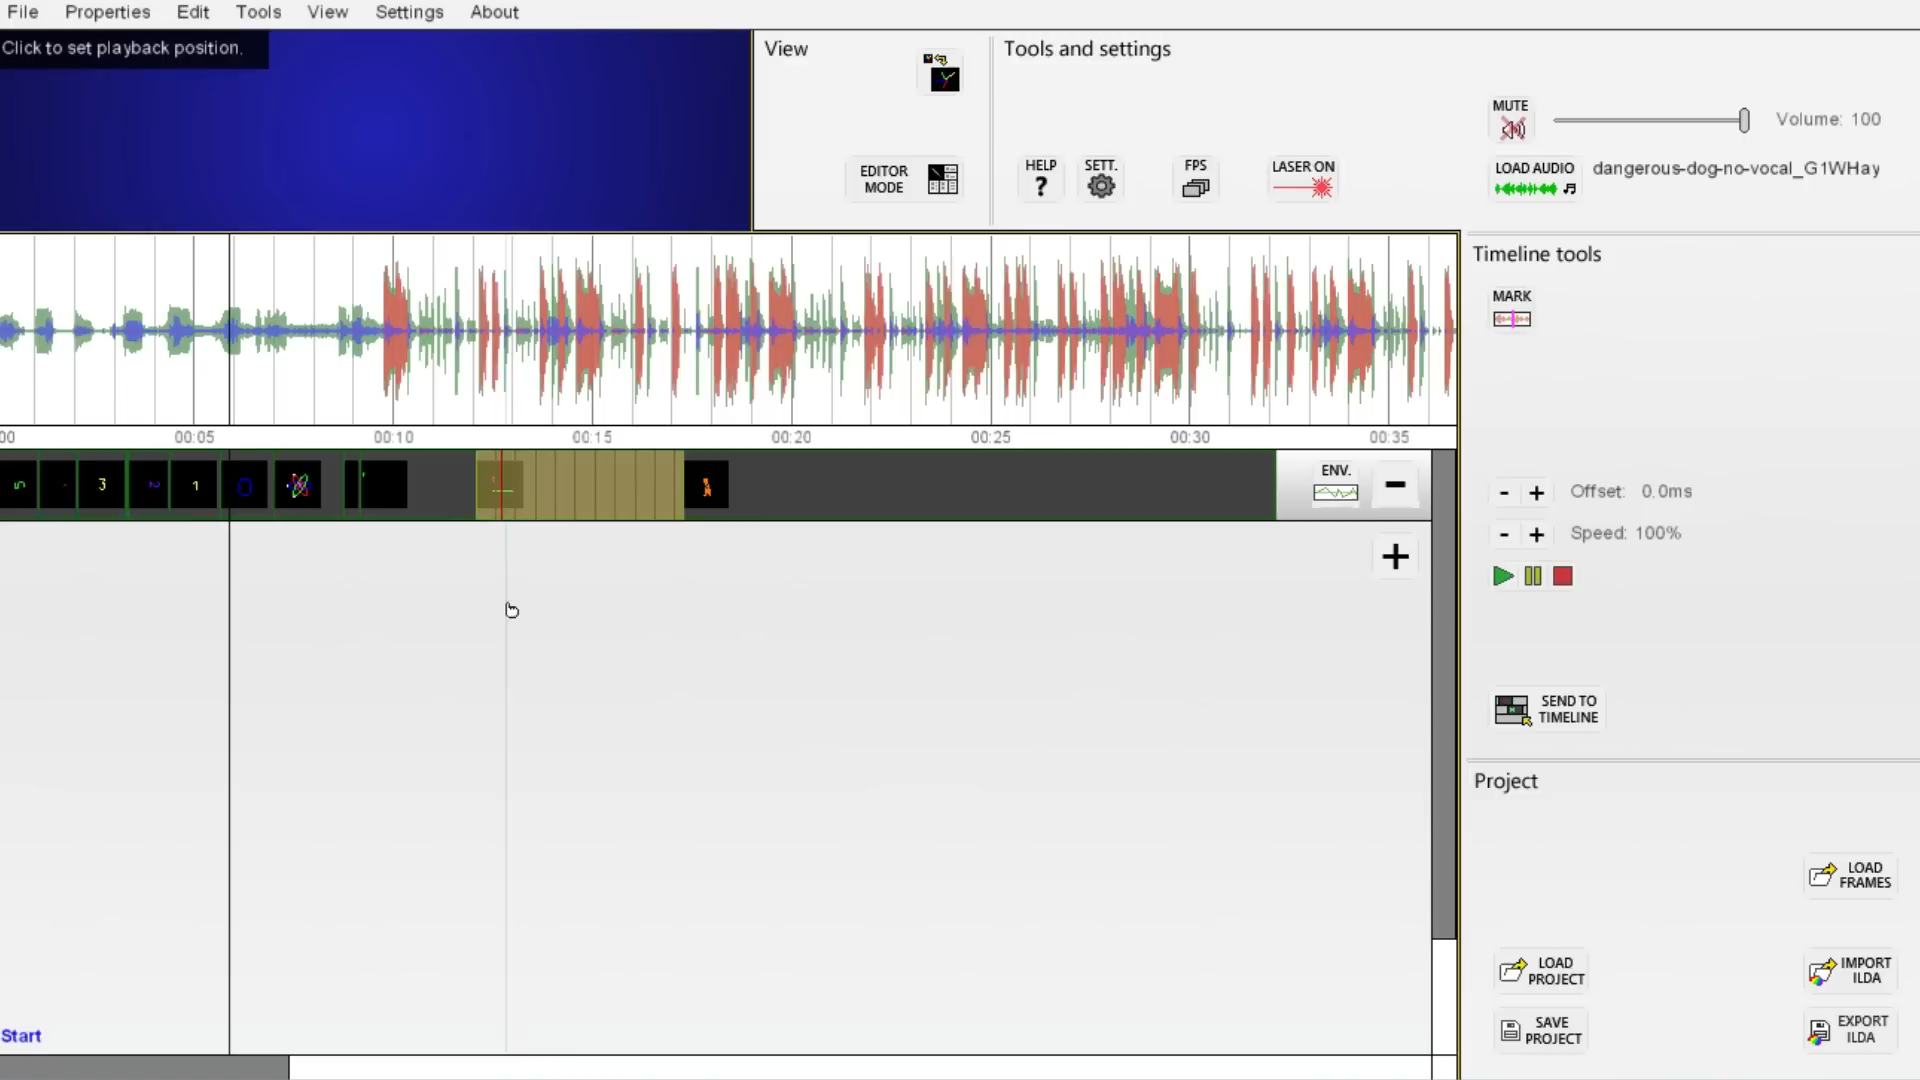 File Properties Edit Tools View Settings About
Click to set playback position.
View
Tools and settings
MUTE
Volume: 100
EDITOR
MODE
HELP
?
SETT.
FPS
LASER ON
LOAD AUDIO
dangerous-dog-no-vocal_G1WHay
Timeline tools
MARK
00 00:05 00:10 00:15 00:20 00:25 00:30 00:35
5 3 2 1
ENV.
-
+
- + Offset: 0.0ms
- + Speed: 100%
SEND TO
TIMELINE
Project
LOAD
FRAMES
LOAD
PROJECT
IMPORT
ILDA
SAVE
PROJECT
EXPORT
ILDA
Start